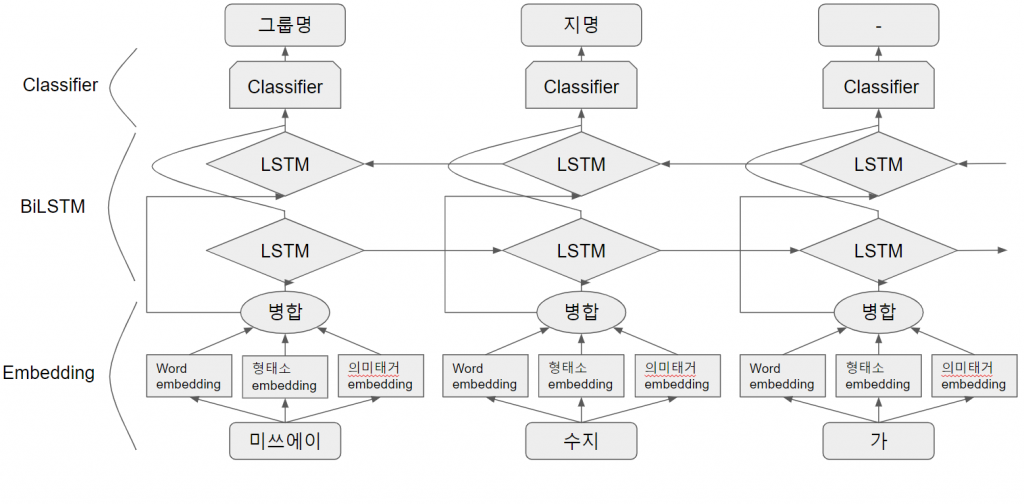 그룹명
지명
-
Classifier
Classifier
Classifier
Classifier
LSTM
LSTM
LSTM
BiLSTM
LSTM
LSTM
LSTM
병합
병합
병합
Embedding
Word
embedding
형태소
embedding
의미태거
embedding
Word
embedding
형태소
embedding
의미태거
embedding
Word
embedding
형태소
embedding
의미태거
embedding
미쓰에이
수지
가